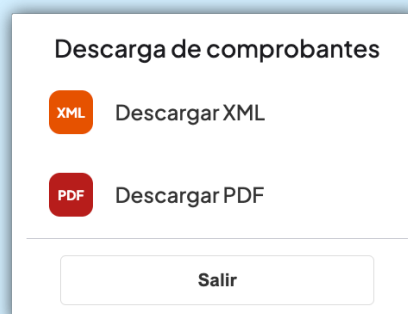 Descarga de comprobantes
XML Descargar XML
PDF Descargar PDF
Salir